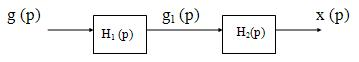 g (p) g₁ (p) x (p)
H₁ (p) H₂(p)